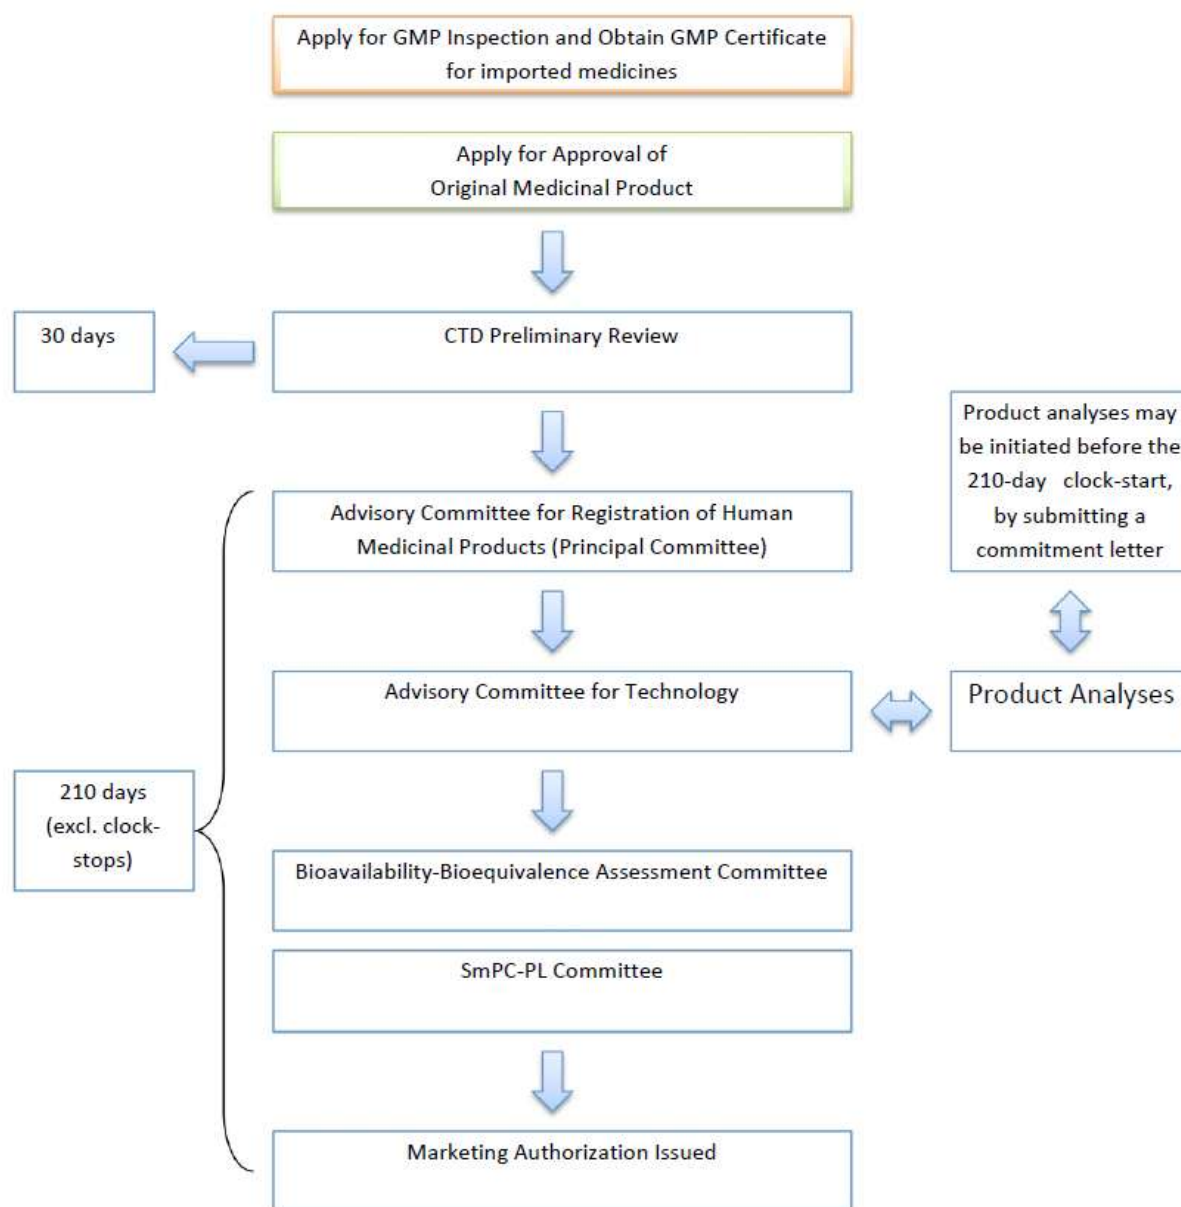 Apply for GMP Inspection and Obtain GMP Certificate
for imported medicines
Apply for Approval of
Original Medicinal Product
30 days
CTD Preliminary Review
Product analyses may
be initiated before the
210-day clock-start,
by submitting a
commitment letter
Advisory Committee for Registration of Human
Medicinal Products (Principal Committee)
Advisory Committee for Technology
Product Analyses
210 days
(excl. clock-
stops)
Bioavailability-Bioequivalence Assessment Committee
SmPC-PL Committee
Marketing Authorization Issued